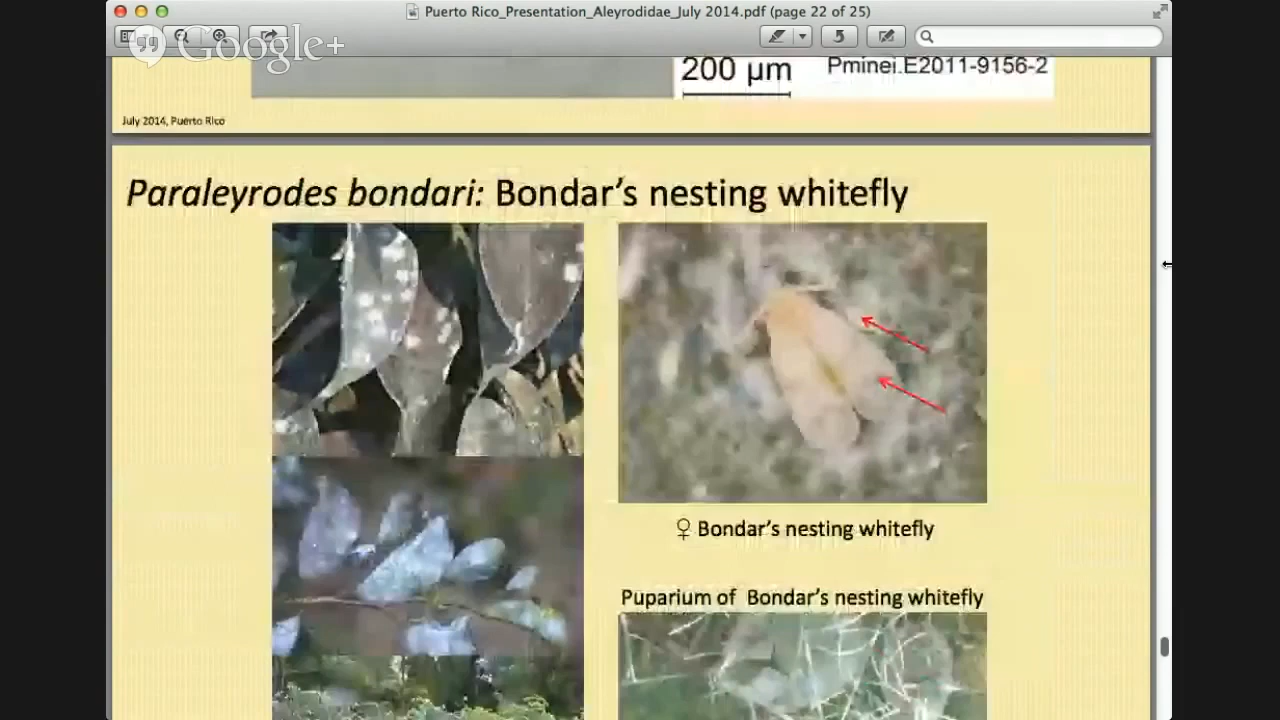 Puerto Rico_Presentation_Aleyrodidae_July 2014.pdf (page 22 of 25)
Google+
200 µm
Pminei.E2011-9156-2
July 2014, Puerto Rico
Paraleyrodes bondari: Bondar’s nesting whitefly
♀ Bondar’s nesting whitefly
Puparium of Bondar’s nesting whitefly